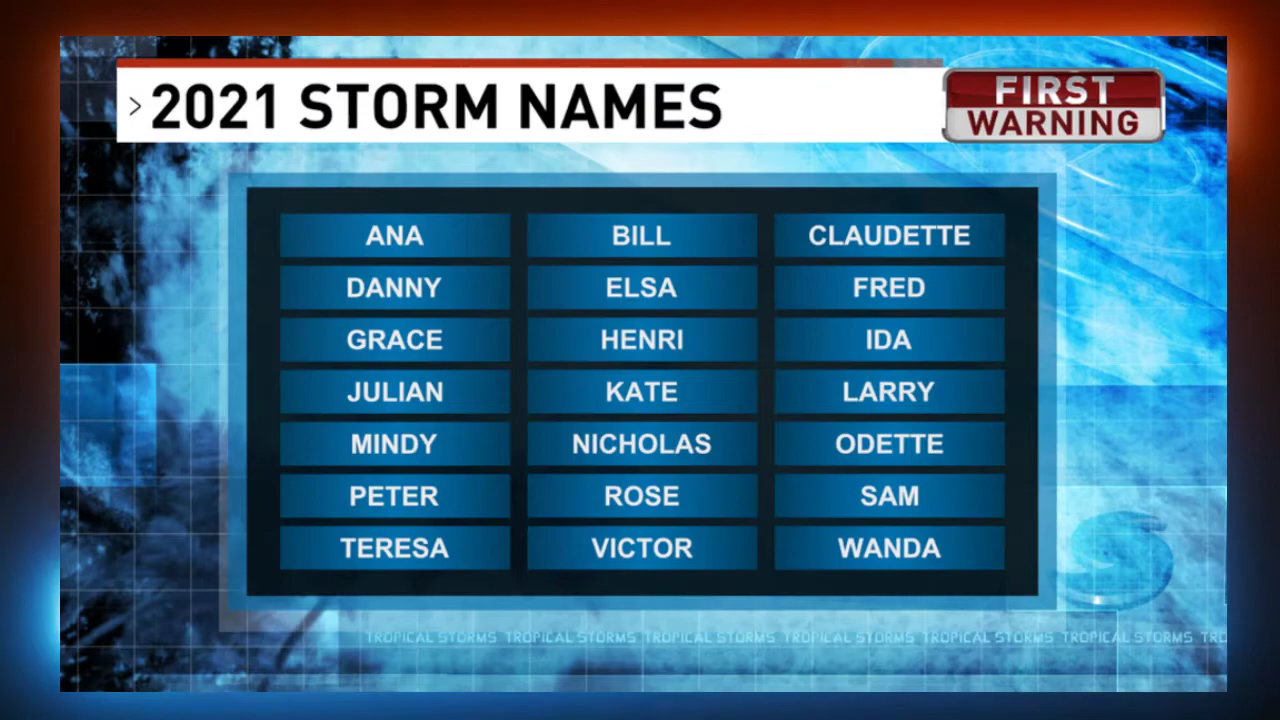 > 2021 STORM NAMES
FIRST
WARNING
ANA BILL CLAUDETTE
DANNY ELSA FRED
GRACE HENRI IDA
JULIAN KATE LARRY
MINDY NICHOLAS ODETTE
PETER ROSE SAM
TERESA VICTOR WANDA
TROPICAL STORMS TROPICAL STORMS TROPICAL STORMS TROPICAL STORMS TROPICAL STORMS TROPICAL STORMS TRO